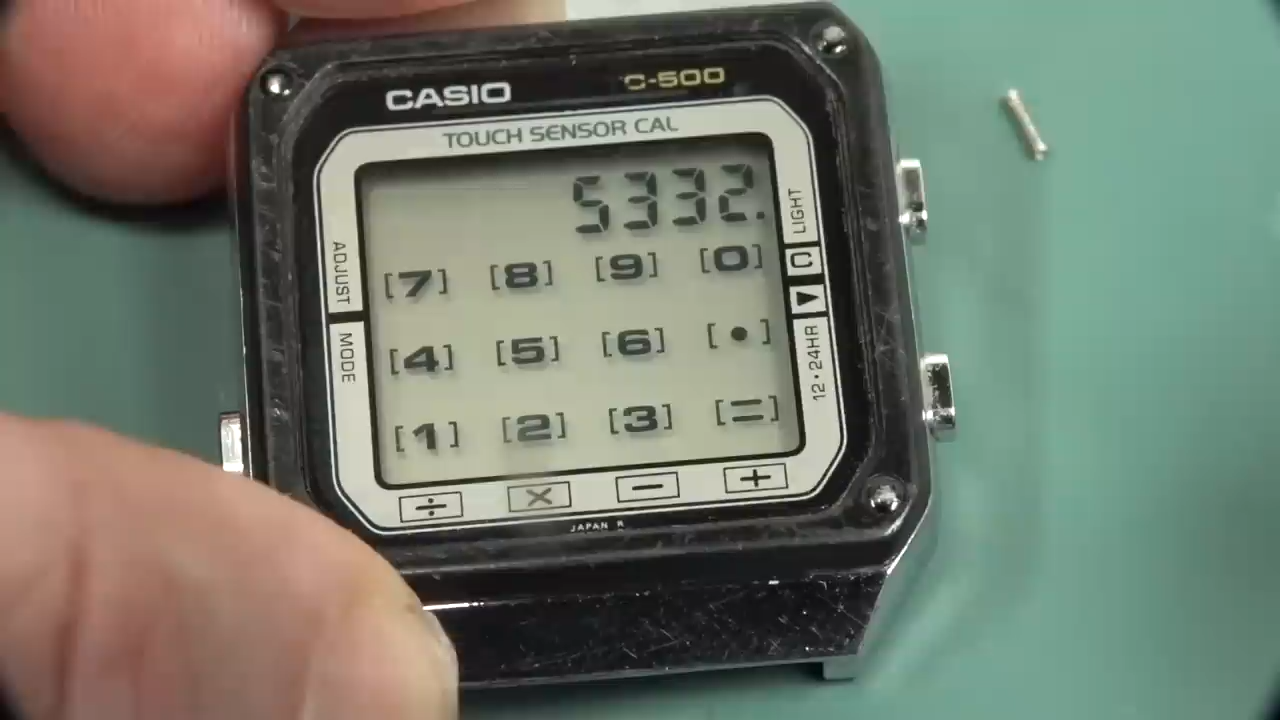 CASIO C-500
TOUCH SENSOR CAL
5332.
[7] [8] [9] [0]
[4] [5] [6] [•]
[1] [2] [3] [=]
÷ × − +
ADJUST
MODE
LIGHT
C
▼
12•24HR
JAPAN R